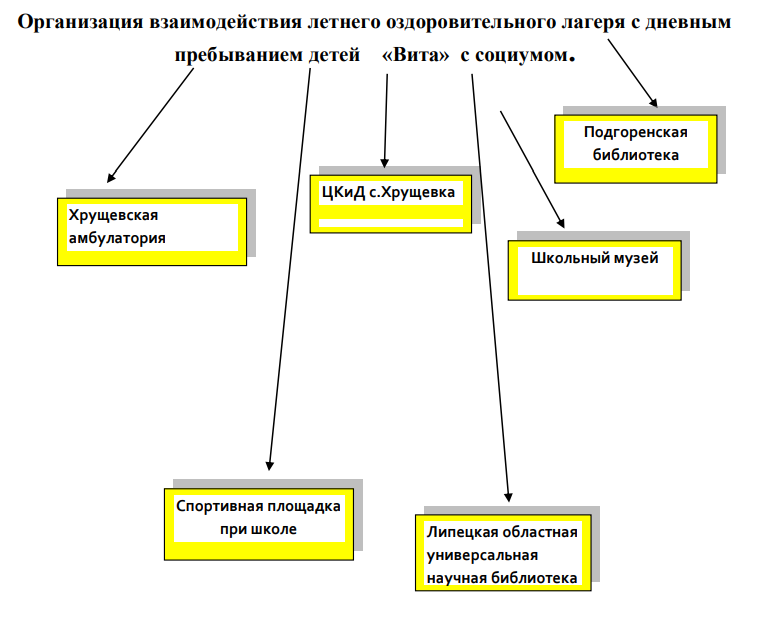 Организация взаимодействия летнего оздоровительного лагеря с дневным
пребыванием детей «Вита» с социумом.
Подгоренская
библиотека
ЦКиД с.Хрущевка
Хрущевская
амбулатория
Школьный музей
Спортивная площадка
при школе
Липецкая областная
универсальная
научная библиотека